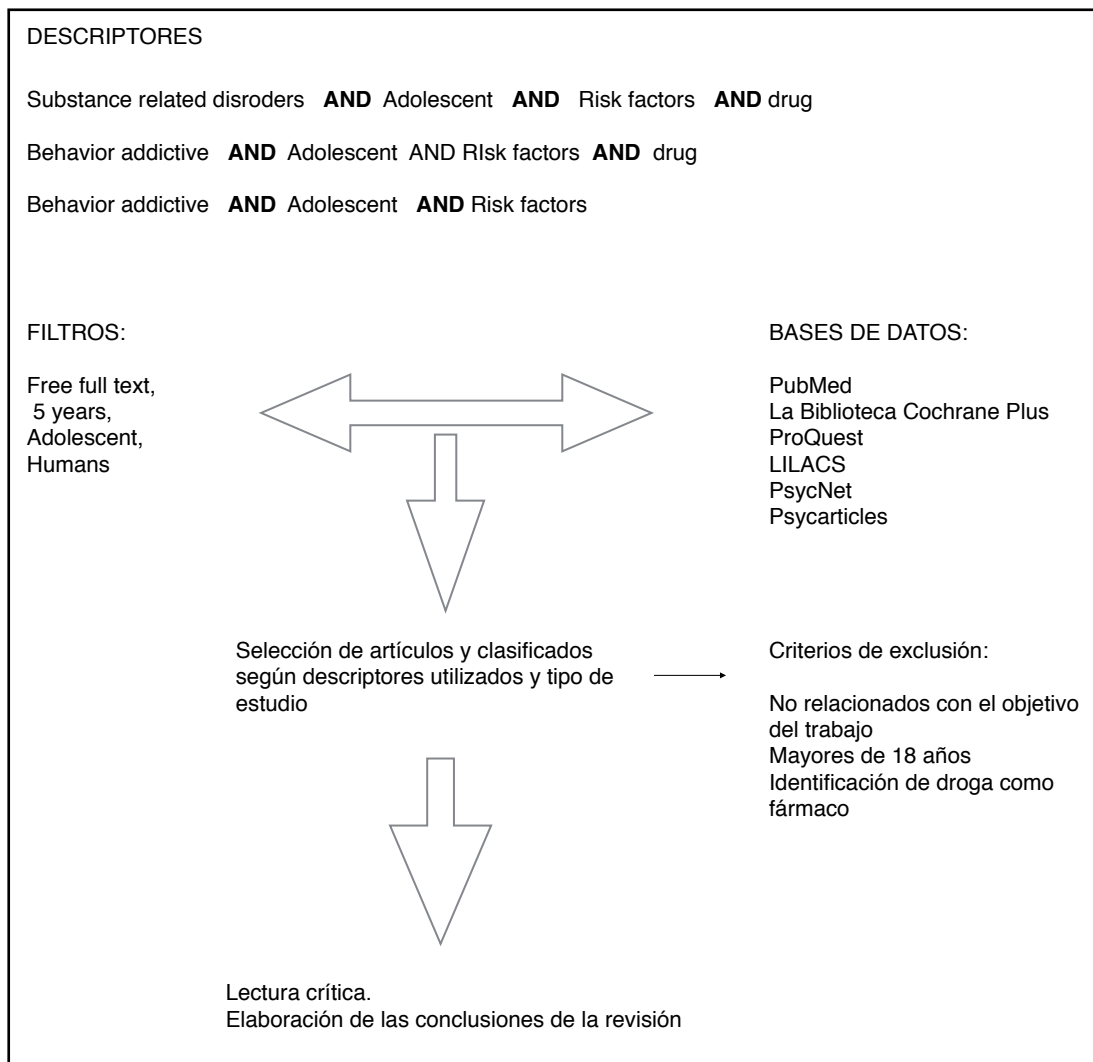 DESCRIPTORES
Substance related disroders AND Adolescent AND Risk factors AND drug
Behavior addictive AND Adolescent AND RIsk factors AND drug
Behavior addictive AND Adolescent AND Risk factors
FILTROS:
Free full text,
5 years,
Adolescent,
Humans
BASES DE DATOS:
PubMed
La Biblioteca Cochrane Plus
ProQuest
LILACS
PsycNet
Psycarticles
Selección de artículos y clasificados
según descriptores utilizados y tipo de
estudio
Criterios de exclusión:
No relacionados con el objetivo
del trabajo
Mayores de 18 años
Identificación de droga como
fármaco
Lectura crítica.
Elaboración de las conclusiones de la revisión